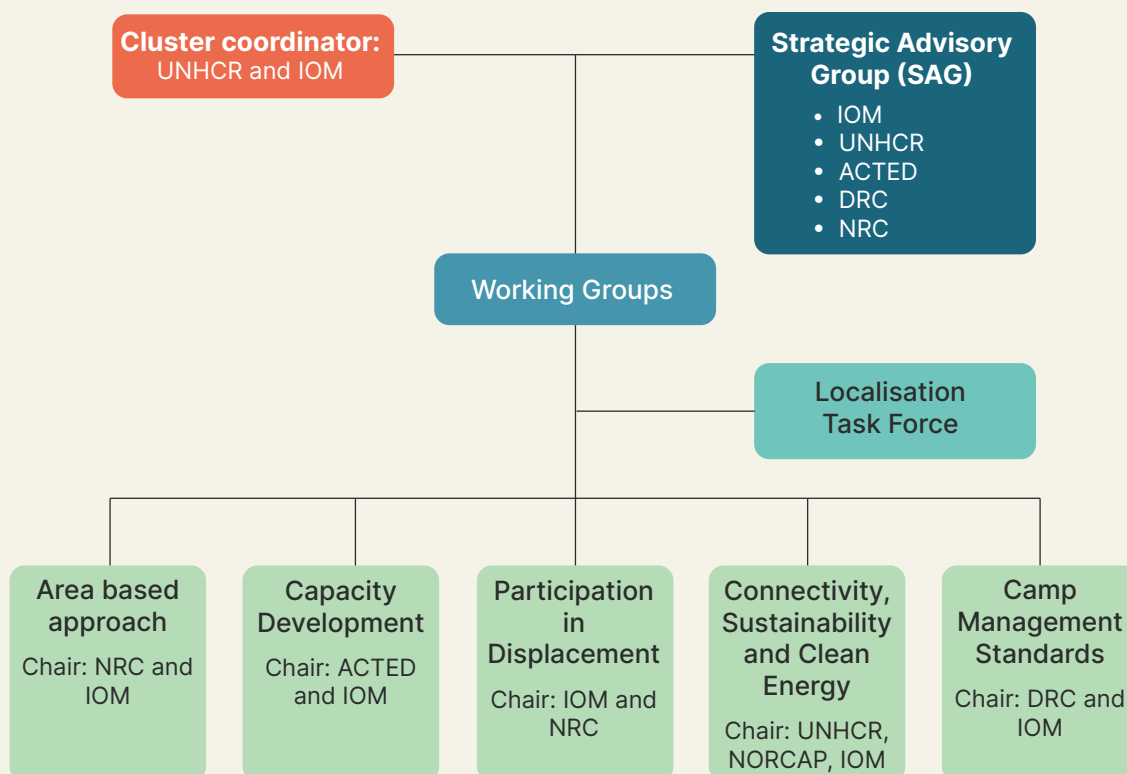 Cluster coordinator:
UNHCR and IOM
Strategic Advisory
Group (SAG)
• IOM
• UNHCR
• ACTED
• DRC
• NRC
Working Groups
Localisation
Task Force
Area based
approach
Chair: NRC and
IOM
Capacity
Development
Chair: ACTED
and IOM
Participation
in
Displacement
Chair: IOM and
NRC
Connectivity,
Sustainability
and Clean
Energy
Chair: UNHCR,
NORCAP, IOM
Camp
Management
Standards
Chair: DRC and
IOM